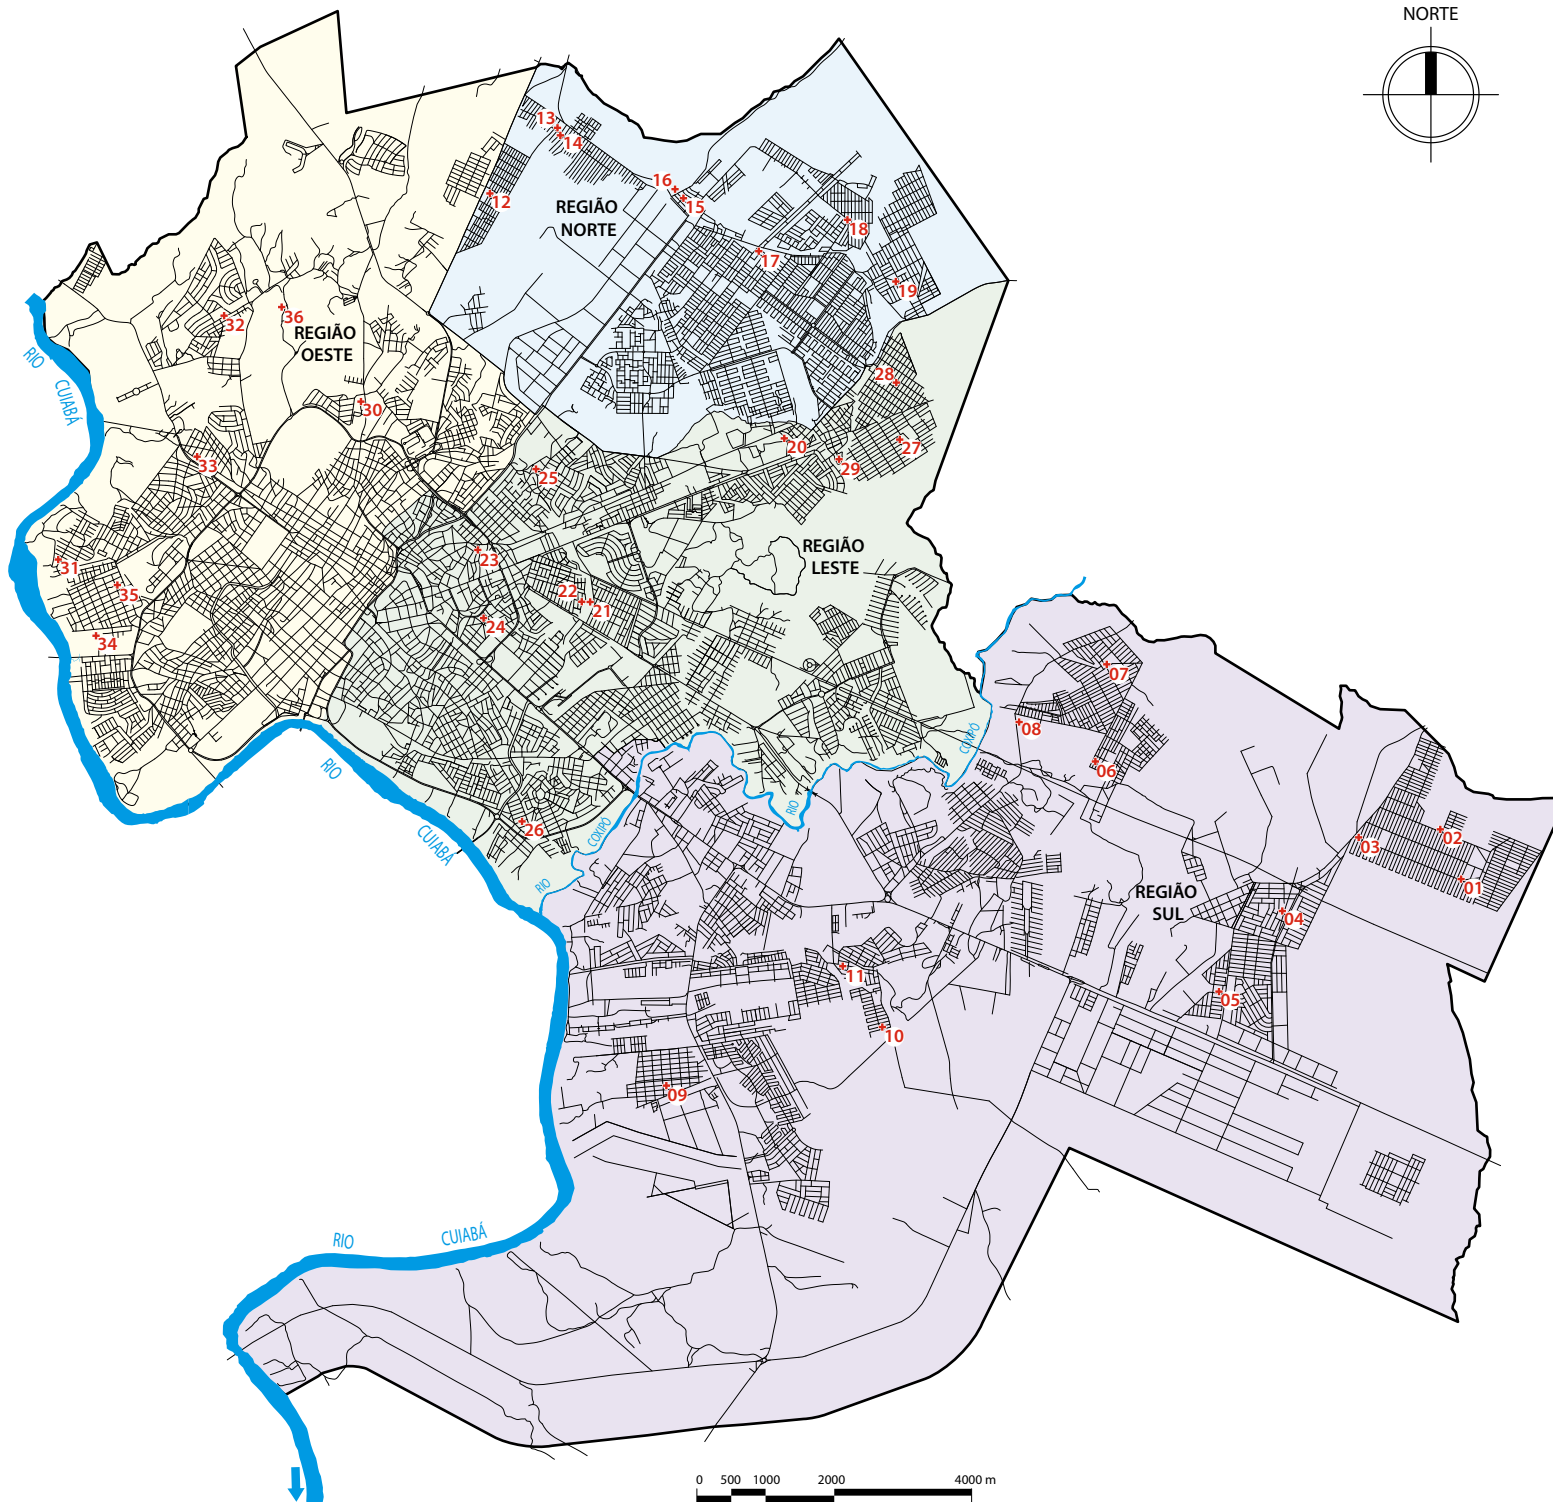 NORTE
13
14
16
12
15
REGIÃO
NORTE
18
17
19
32
36
REGIÃO
OESTE
RIO
CUIABÁ
28
30
20
27
33
29
25
23
REGIÃO
LESTE
31
35
22
21
24
34
07
08
COXIPÓ
06
RIO
CUIABÁ
RIO
26
COXIPÓ
02
03
RIO
01
REGIÃO
SUL
04
11
05
10
09
RIO
CUIABÁ
0 500 1000 2000 4000 m